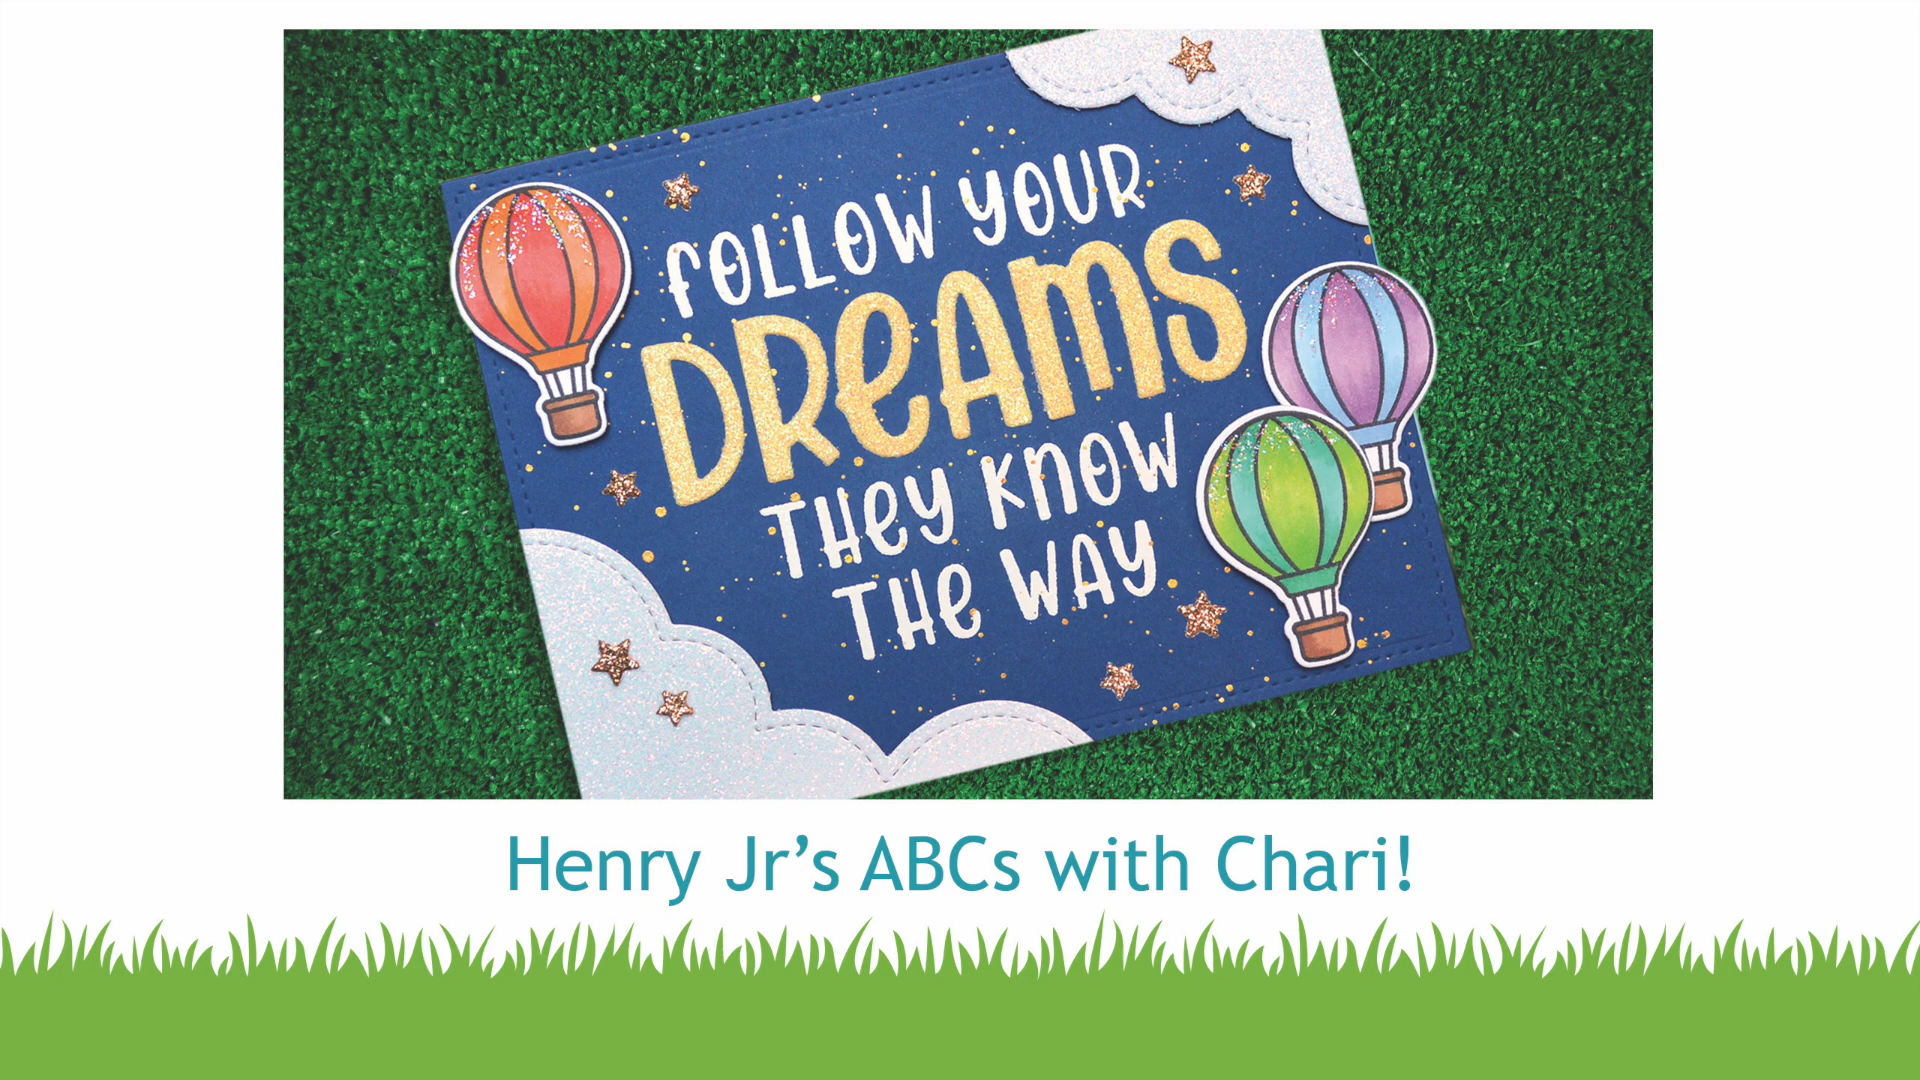 FOLLOW YOUR
DREAMS
THEY KNOW
THE WAY
Henry Jr’s ABCs with Chari!